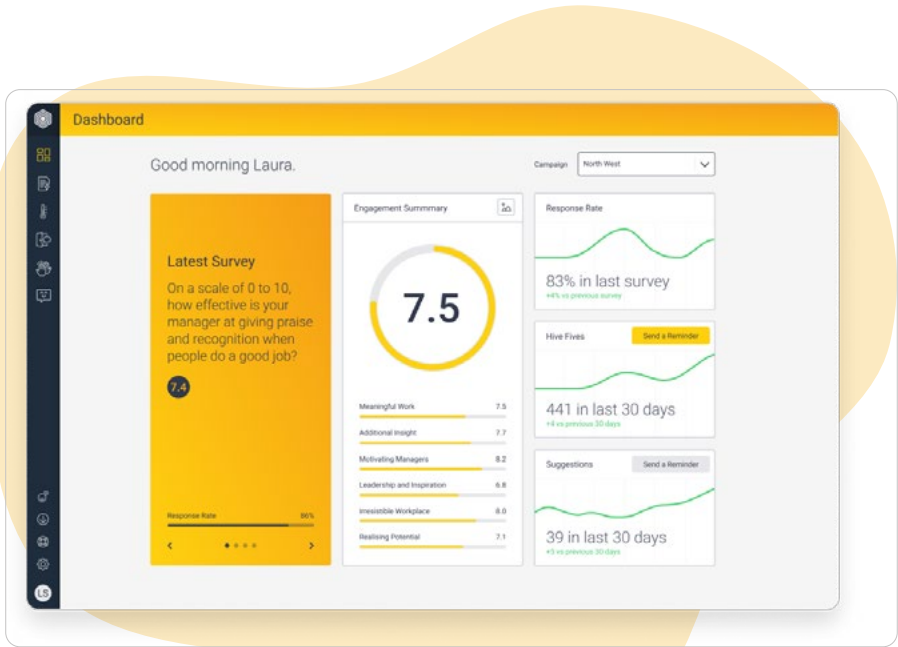 Dashboard
Good morning Laura.
Campaign
North West
Latest Survey
On a scale of 0 to 10,
how effective is your
manager at giving praise
and recognition when
people do a good job?
7.4
Response Rate 86%
Engagement Summmary
7.5
Meaningful Work 7.5
Additional Insight 7.7
Motivating Managers 8.2
Leadership and Inspiration 6.8
Irresistible Workplace 8.0
Realising Potential 7.1
Response Rate
83% in last survey
+4% vs previous survey
Hive Fives
Send a Reminder
441 in last 30 days
+4 vs previous 30 days
Suggestions
Send a Reminder
39 in last 30 days
vs previous 30 days
LS